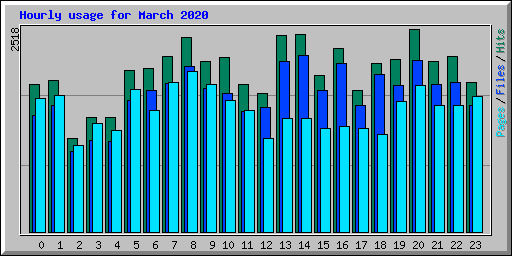 Hourly usage for March 2020
2518
Pages/Files/Hits
0 1 2 3 4 5 6 7 8 9 10 11 12 13 14 15 16 17 18 19 20 21 22 23